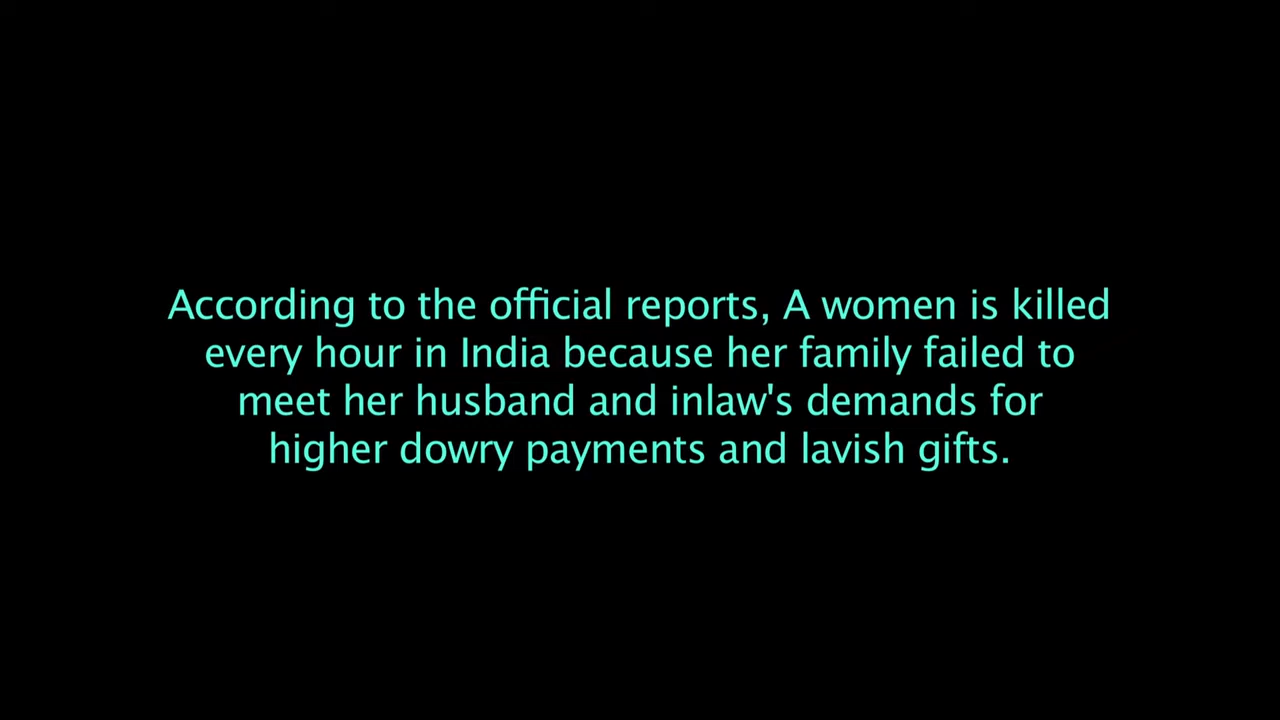 According to the official reports, A women is killed
every hour in India because her family failed to
meet her husband and inlaw's demands for
higher dowry payments and lavish gifts.